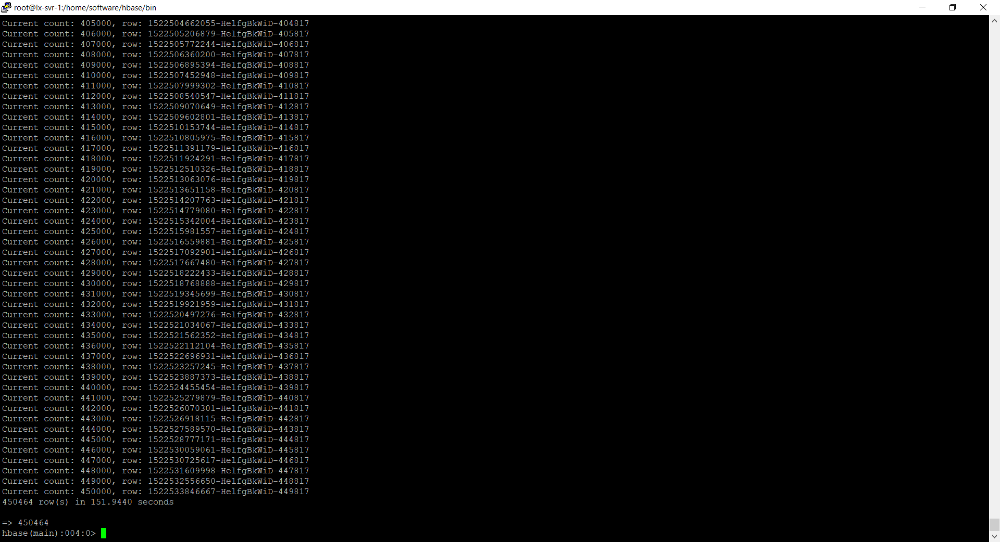 root@lx-svr-1:/home/software/hbase/bin
Current count: 405000, row: 1522504662055-HelfgBkWiD-404817
Current count: 406000, row: 1522505206879-HelfgBkWiD-405817
Current count: 407000, row: 1522505772244-HelfgBkWiD-406817
Current count: 408000, row: 1522506360200-HelfgBkWiD-407817
Current count: 409000, row: 1522506895394-HelfgBkWiD-408817
Current count: 410000, row: 1522507452948-HelfgBkWiD-409817
Current count: 411000, row: 1522507999302-HelfgBkWiD-410817
Current count: 412000, row: 1522508540547-HelfgBkWiD-411817
Current count: 413000, row: 1522509070649-HelfgBkWiD-412817
Current count: 414000, row: 1522509602801-HelfgBkWiD-413817
Current count: 415000, row: 1522510153744-HelfgBkWiD-414817
Current count: 416000, row: 1522510805975-HelfgBkWiD-415817
Current count: 417000, row: 1522511391179-HelfgBkWiD-416817
Current count: 418000, row: 1522511924291-HelfgBkWiD-417817
Current count: 419000, row: 1522512510326-HelfgBkWiD-418817
Current count: 420000, row: 1522513063076-HelfgBkWiD-419817
Current count: 421000, row: 1522513651158-HelfgBkWiD-420817
Current count: 422000, row: 1522514207763-HelfgBkWiD-421817
Current count: 423000, row: 1522514779080-HelfgBkWiD-422817
Current count: 424000, row: 1522515342004-HelfgBkWiD-423817
Current count: 425000, row: 1522515981557-HelfgBkWiD-424817
Current count: 426000, row: 1522516559881-HelfgBkWiD-425817
Current count: 427000, row: 1522517092901-HelfgBkWiD-426817
Current count: 428000, row: 1522517667480-HelfgBkWiD-427817
Current count: 429000, row: 1522518222433-HelfgBkWiD-428817
Current count: 430000, row: 1522518768888-HelfgBkWiD-429817
Current count: 431000, row: 1522519345699-HelfgBkWiD-430817
Current count: 432000, row: 1522519921959-HelfgBkWiD-431817
Current count: 433000, row: 1522520497276-HelfgBkWiD-432817
Current count: 434000, row: 1522521034067-HelfgBkWiD-433817
Current count: 435000, row: 1522521562352-HelfgBkWiD-434817
Current count: 436000, row: 1522522112104-HelfgBkWiD-435817
Current count: 437000, row: 1522522696931-HelfgBkWiD-436817
Current count: 438000, row: 1522523257245-HelfgBkWiD-437817
Current count: 439000, row: 1522523887373-HelfgBkWiD-438817
Current count: 440000, row: 1522524455454-HelfgBkWiD-439817
Current count: 441000, row: 1522525279879-HelfgBkWiD-440817
Current count: 442000, row: 1522526070301-HelfgBkWiD-441817
Current count: 443000, row: 1522526918115-HelfgBkWiD-442817
Current count: 444000, row: 1522527589570-HelfgBkWiD-443817
Current count: 445000, row: 1522528777171-HelfgBkWiD-444817
Current count: 446000, row: 1522530059061-HelfgBkWiD-445817
Current count: 447000, row: 1522530725617-HelfgBkWiD-446817
Current count: 448000, row: 1522531609998-HelfgBkWiD-447817
Current count: 449000, row: 1522532556650-HelfgBkWiD-448817
Current count: 450000, row: 1522533846667-HelfgBkWiD-449817
450464 row(s) in 151.9440 seconds
=> 450464
hbase(main):004:0>